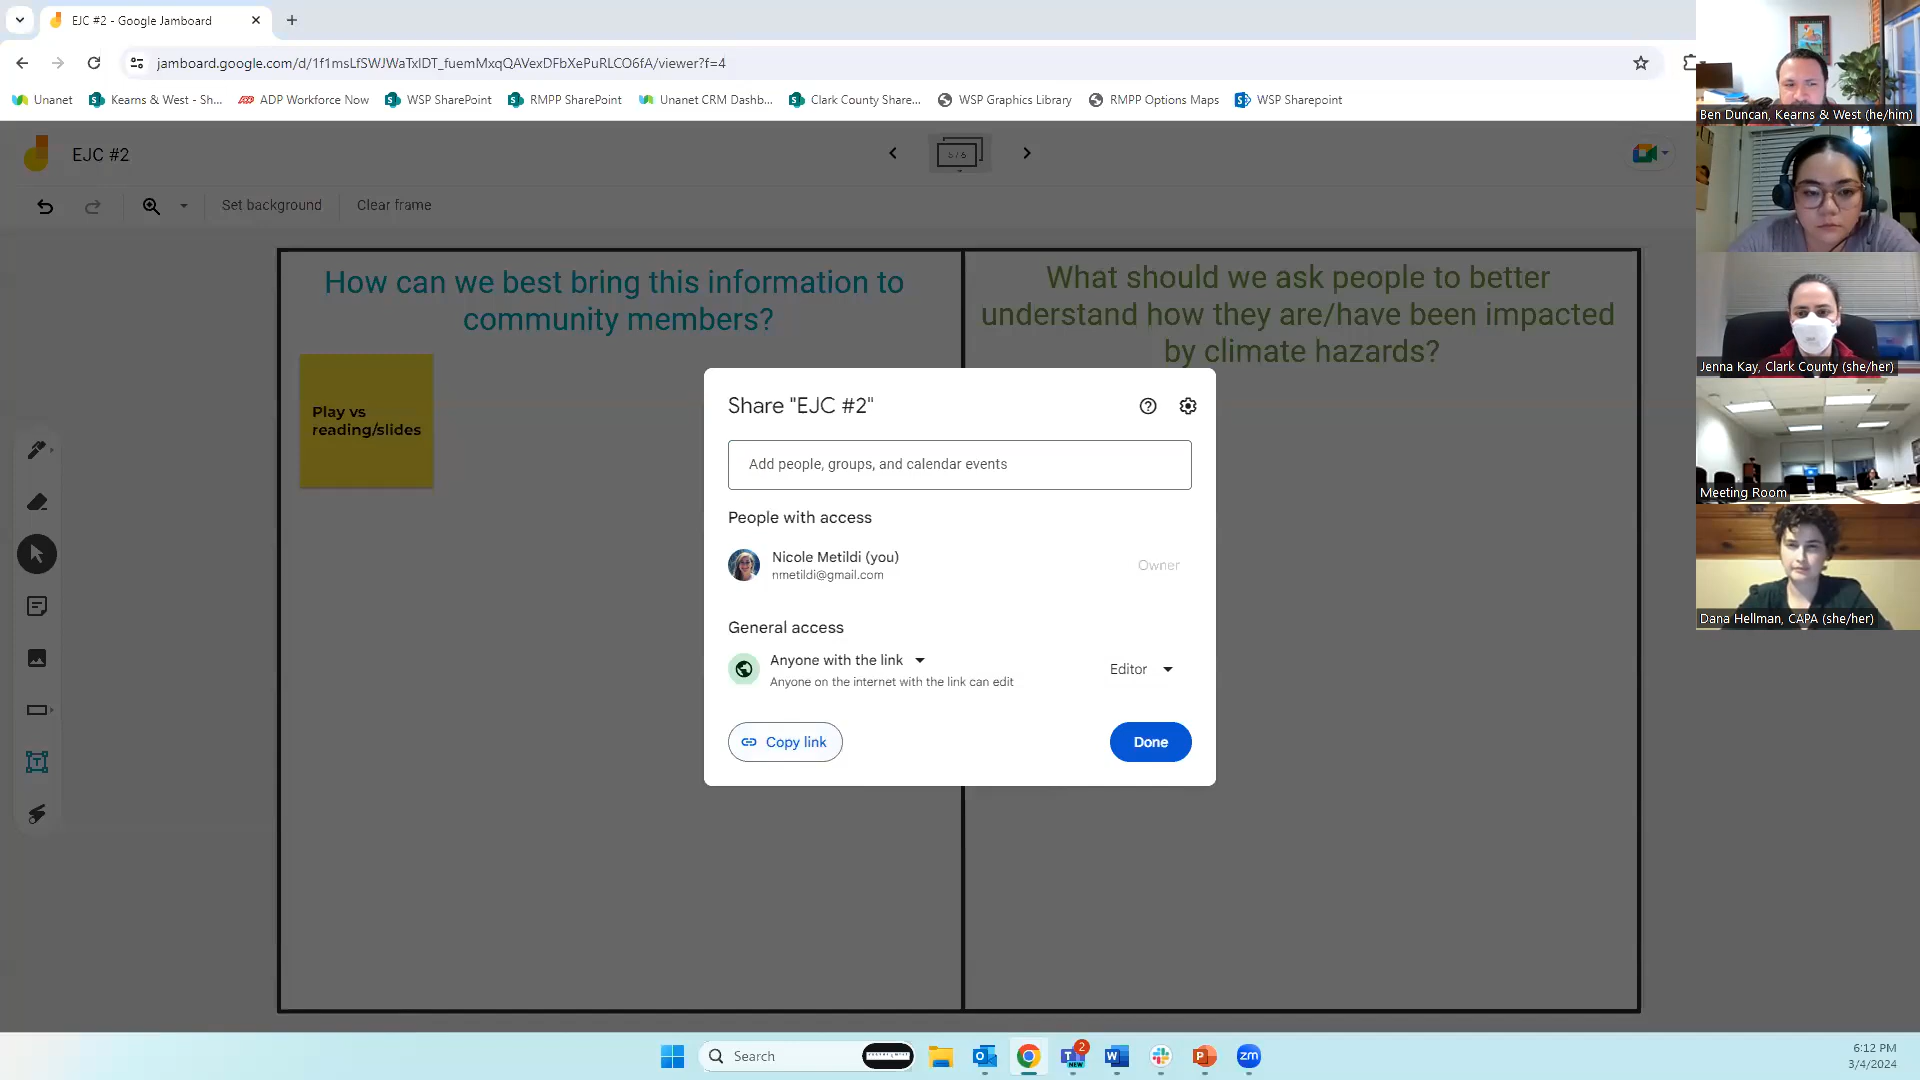 EJC #2 - Google Jamboard
jamboard.google.com/d/1f1msLfSWJWaTxlDT_fuemMxqQAVexDFbXePuRLCO6fA/viewer?f=4
Unanet
Kearns & West - Sh...
ADP Workforce Now
WSP SharePoint
RMPP SharePoint
Unanet CRM Dashb...
Clark County Share...
WSP Graphics Library
RMPP Options Maps
WSP Sharepoint
Ben Duncan, Kearns & West (he/him)
EJC #2
5 / 6
Set background
Clear frame
How can we best bring this information to
community members?
What should we ask people to better
understand how they are/have been impacted
by climate hazards?
Play vs
reading/slides
Share "EJC #2"
Add people, groups, and calendar events
People with access
Nicole Metildi (you)
nmetildi@gmail.com
Owner
General access
Anyone with the link
Anyone on the internet with the link can edit
Editor
Copy link
Done
Jenna Kay, Clark County (she/her)
Meeting Room
Dana Hellman, CAPA (she/her)
Search
2
NEW
zm
6:12 PM
3/4/2024